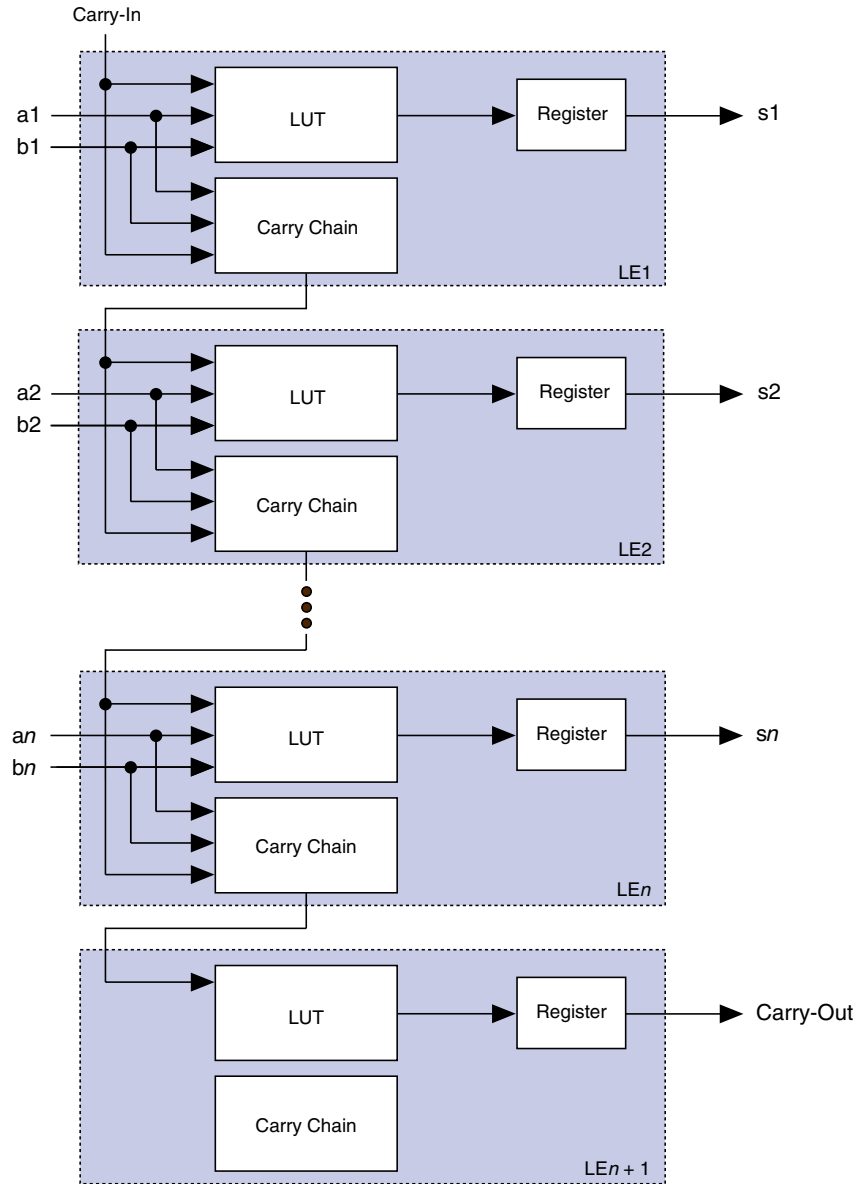 Carry-In
a1
b1
LUT
Register
s1
Carry Chain
LE1
a2
b2
LUT
Register
s2
Carry Chain
LE2
an
bn
LUT
Register
sn
Carry Chain
LEn
LUT
Register
Carry-Out
Carry Chain
LEn + 1